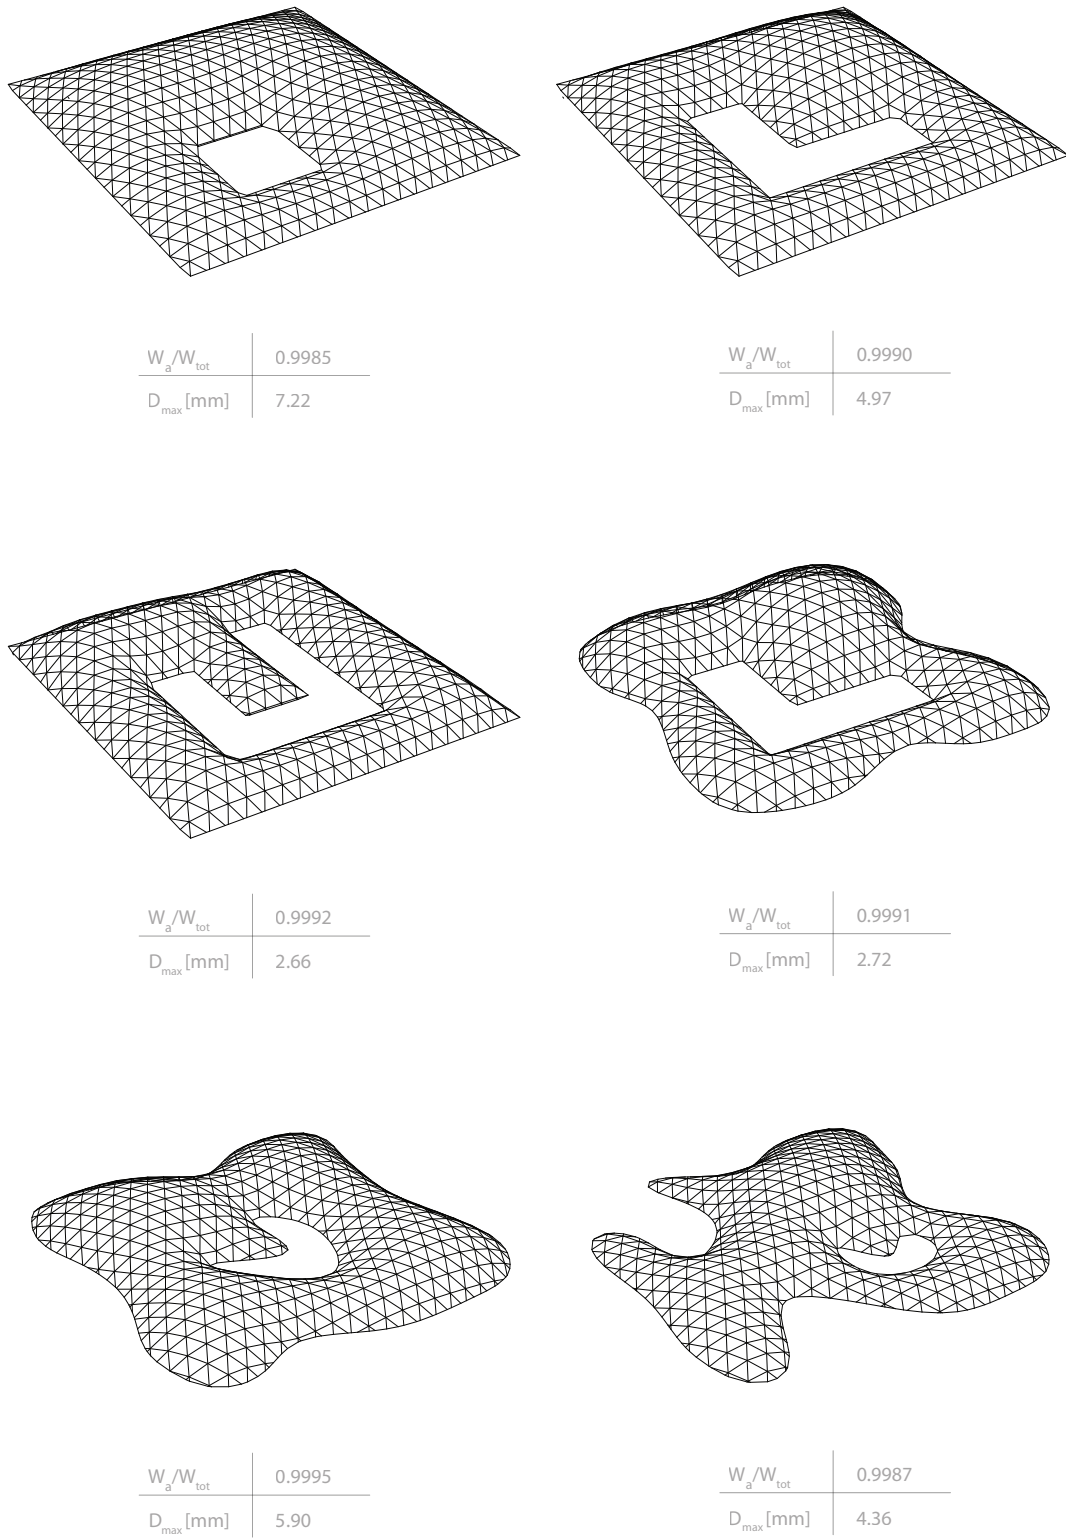 W_a/W_tot 0.9985
D_max [mm] 7.22
W_a/W_tot 0.9990
D_max [mm] 4.97
W_a/W_tot 0.9992
D_max [mm] 2.66
W_a/W_tot 0.9991
D_max [mm] 2.72
W_a/W_tot 0.9995
D_max [mm] 5.90
W_a/W_tot 0.9987
D_max [mm] 4.36